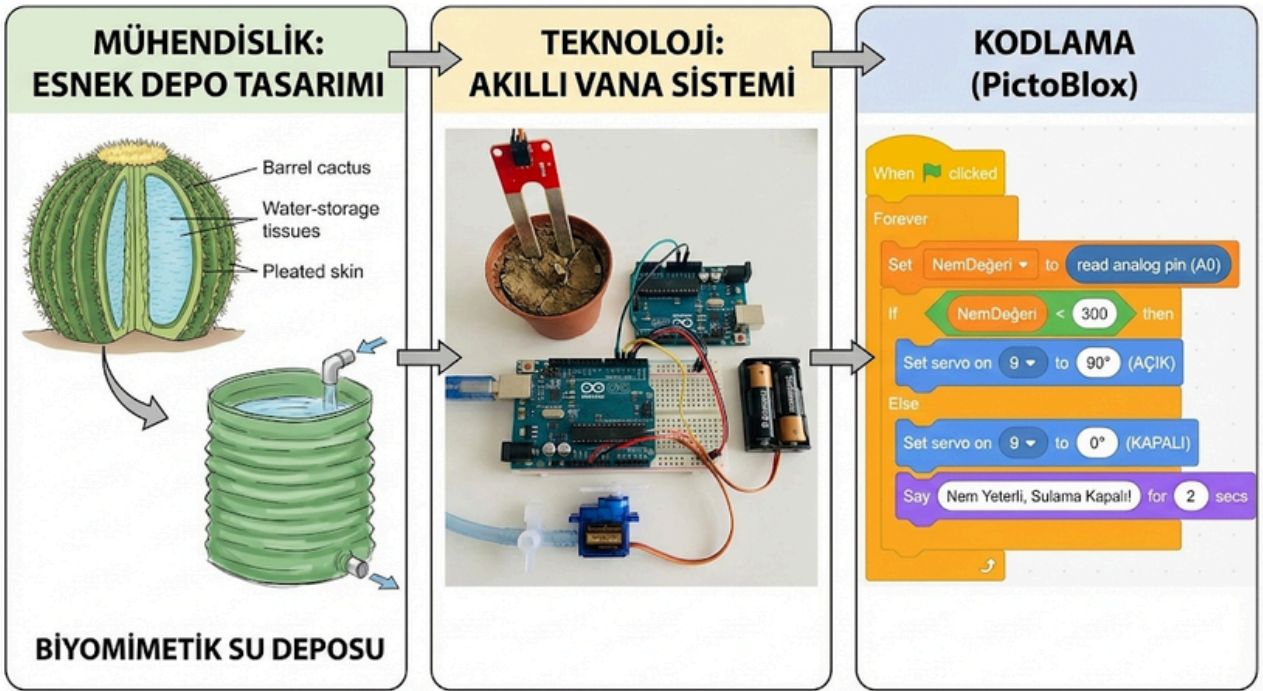 MÜHENDİSLİK:
ESNEK DEPO TASARIMI
Barrel cactus
Water-storage
tissues
Pleated skin
BİYOMİMETİK SU DEPOSU
TEKNOLOJİ:
AKILLI VANA SİSTEMİ
KODLAMA
(PictoBlox)
When clicked
Forever
Set NemDeğeri to read analog pin (A0)
If NemDeğeri < 300 then
Set servo on 9 to 90° (AÇIK)
Else
Set servo on 9 to 0° (KAPALI)
Say Nem Yeterli, Sulama Kapalı! for 2 secs